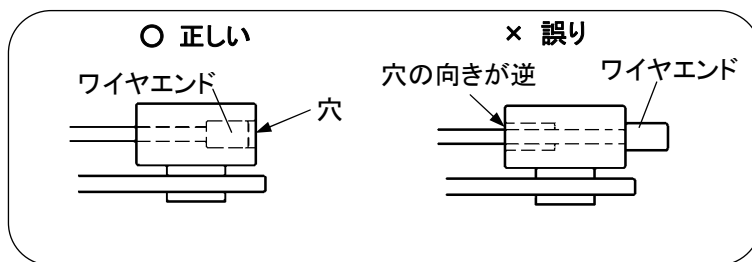 ○ 正しい
ワイヤエンド
穴
× 誤り
穴の向きが逆
ワイヤエンド